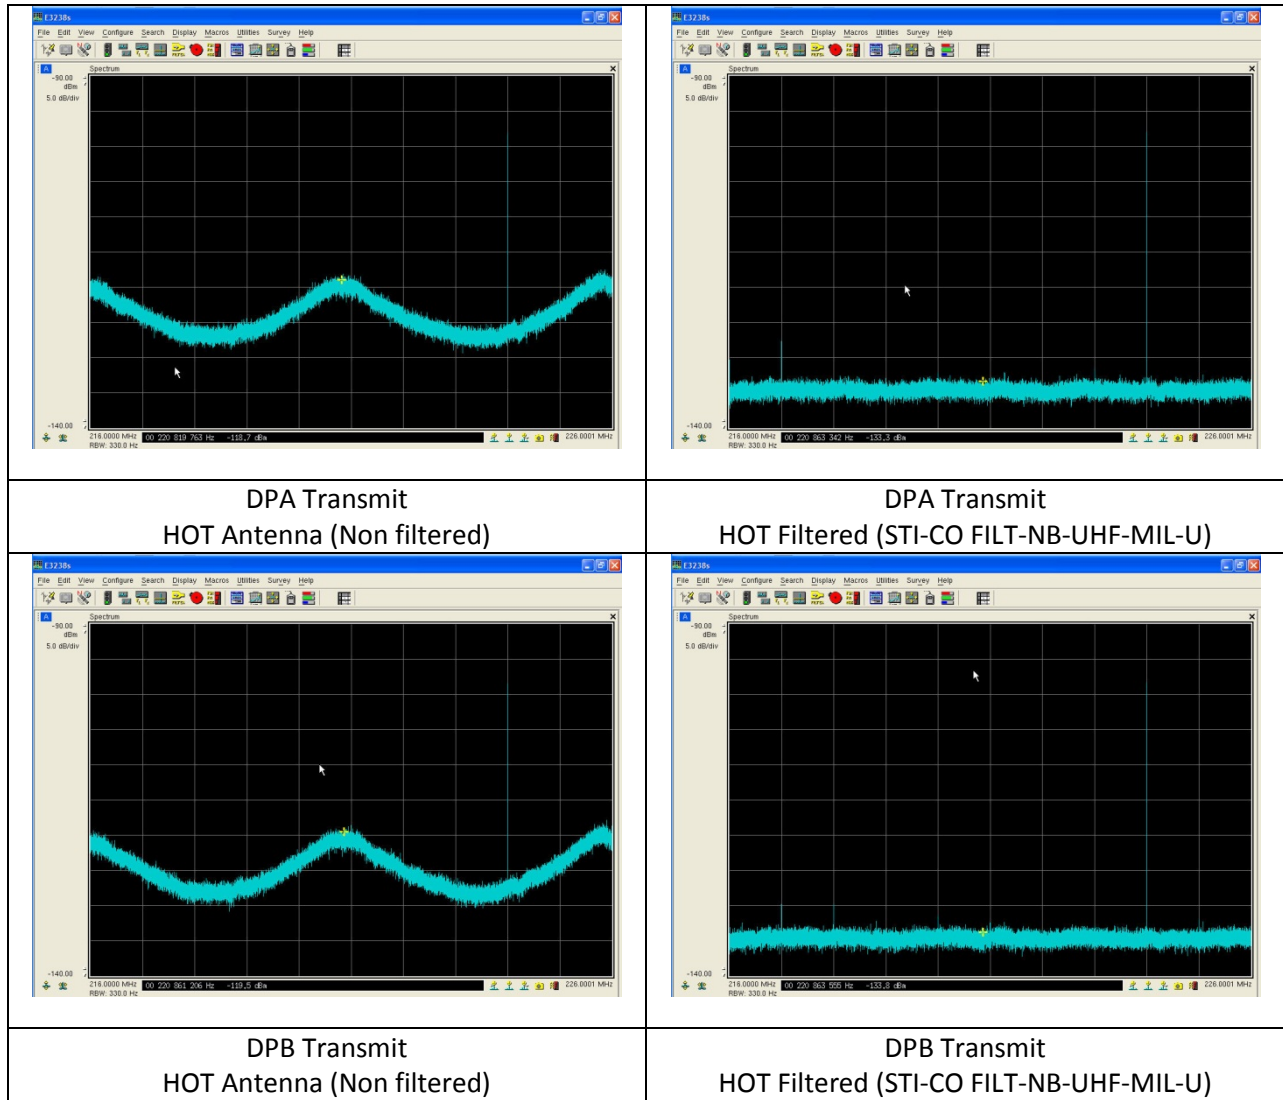 E3238s
File Edit View Configure Search Display Macros Utilities Survey Help
A Spectrum
-90.00
dBm
5.0 dB/div
-140.00
216.0000 MHz 00 220 819 763 Hz -118.7 dBm 226.0001 MHz
RBW: 330.0 Hz
E3238s
File Edit View Configure Search Display Macros Utilities Survey Help
A Spectrum
-90.00
dBm
5.0 dB/div
-140.00
216.0000 MHz 00 220 863 342 Hz -133.3 dBm 226.0001 MHz
RBW: 330.0 Hz
DPA Transmit
HOT Antenna (Non filtered)
DPA Transmit
HOT Filtered (STI-CO FILT-NB-UHF-MIL-U)
E3238s
File Edit View Configure Search Display Macros Utilities Survey Help
A Spectrum
-90.00
dBm
5.0 dB/div
-140.00
216.0000 MHz 00 220 861 206 Hz -119.5 dBm 226.0001 MHz
RBW: 330.0 Hz
E3238s
File Edit View Configure Search Display Macros Utilities Survey Help
A Spectrum
-90.00
dBm
5.0 dB/div
-140.00
216.0000 MHz 00 220 863 555 Hz -133.8 dBm 226.0001 MHz
RBW: 330.0 Hz
DPB Transmit
HOT Antenna (Non filtered)
DPB Transmit
HOT Filtered (STI-CO FILT-NB-UHF-MIL-U)